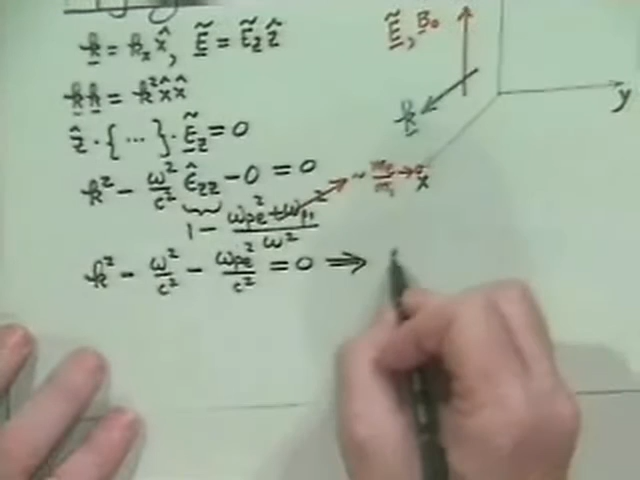 k = kₓ x̂, Ẽ = Ẽz ẑ
kk = k² x̂x̂
ẑ · {···} · Ẽz = 0
k² - ω²/c² ε̂zz - 0 = 0
1 - (ωpe² + ωpi²)/ω² ~ me/mi → 0
k² - ω²/c² - ωpe²/c² = 0 ⇒
Ẽ, B₀
k
y
x